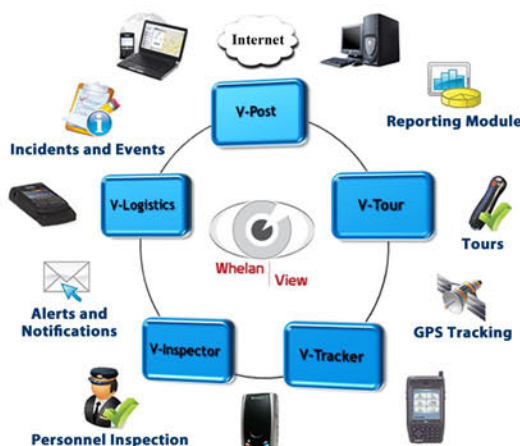 Internet
V-Post
Reporting Module
Incidents and Events
V-Logistics
V-Tour
Tours
Whelan View
Alerts and
Notifications
GPS Tracking
V-Inspector
V-Tracker
Personnel Inspection